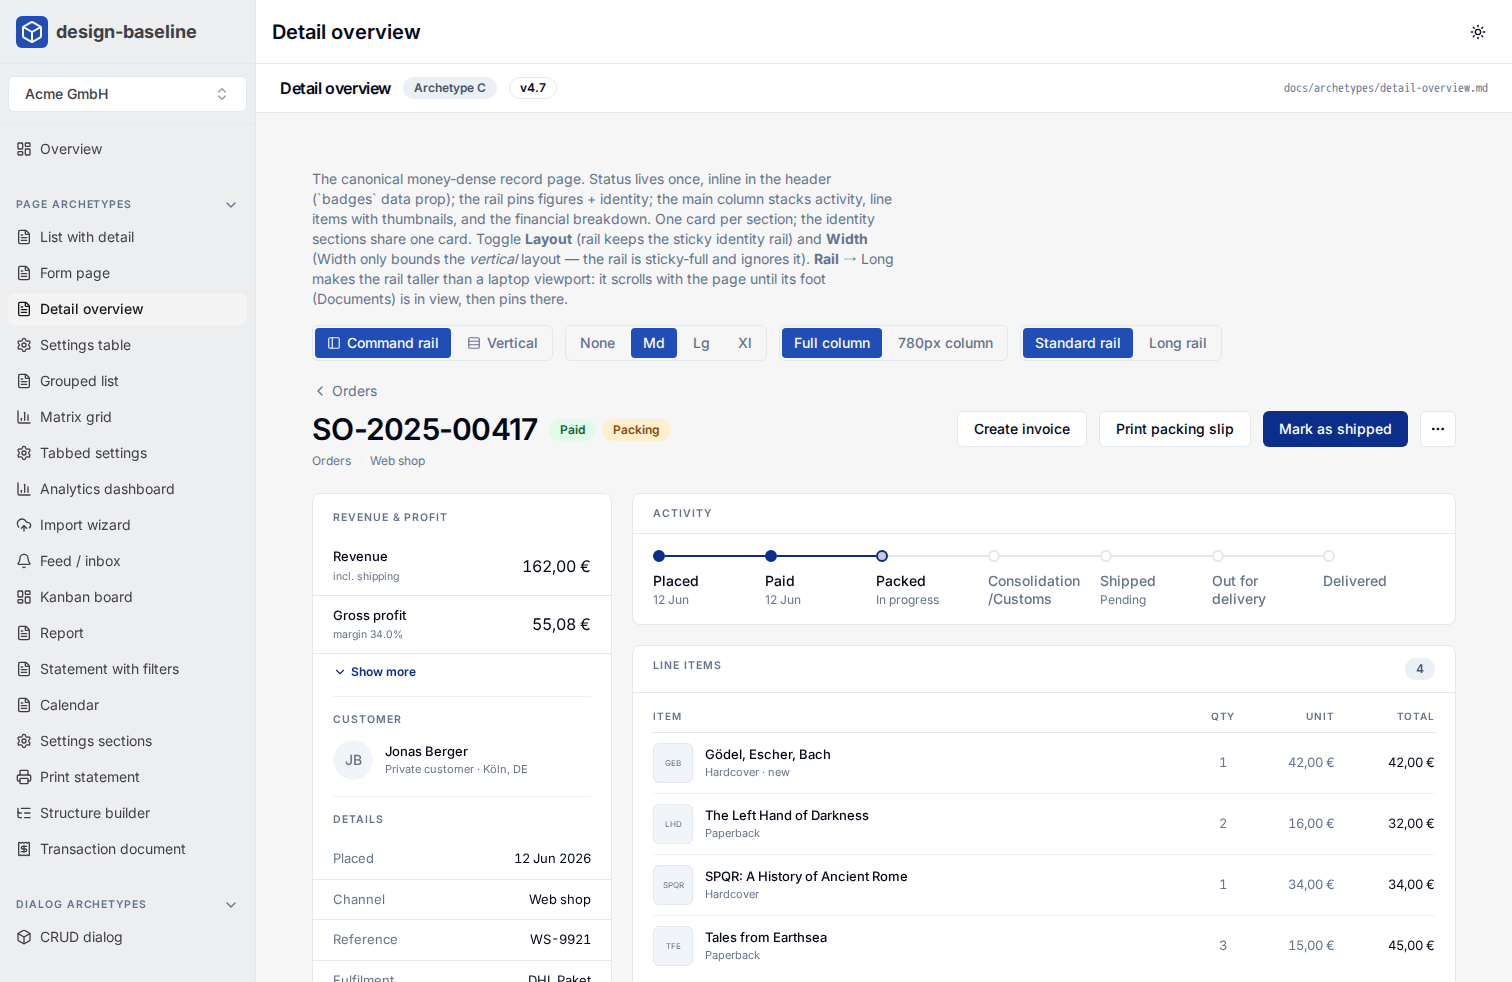 design-baseline
Detail overview
Acme GmbH
Detail overview
Archetype C
v4.7
docs/archetypes/detail-overview.md
Overview
PAGE ARCHETYPES
List with detail
Form page
Detail overview
Settings table
Grouped list
Matrix grid
Tabbed settings
Analytics dashboard
Import wizard
Feed / inbox
Kanban board
Report
Statement with filters
Calendar
Settings sections
Print statement
Structure builder
Transaction document
DIALOG ARCHETYPES
CRUD dialog
The canonical money-dense record page. Status lives once, inline in the header
(`badges` data prop); the rail pins figures + identity; the main column stacks activity, line
items with thumbnails, and the financial breakdown. One card per section; the identity
sections share one card. Toggle Layout (rail keeps the sticky identity rail) and Width
(Width only bounds the vertical layout — the rail is sticky-full and ignores it). Rail → Long
makes the rail taller than a laptop viewport: it scrolls with the page until its foot
(Documents) is in view, then pins there.
Command rail Vertical None Md Lg Xl Full column 780px column Standard rail Long rail
Orders
SO-2025-00417 Paid Packing
Create invoice Print packing slip Mark as shipped
Orders · Web shop
REVENUE & PROFIT
Revenue
incl. shipping
162,00 €
Gross profit
margin 34.0%
55,08 €
Show more
CUSTOMER
JB
Jonas Berger
Private customer · Köln, DE
DETAILS
Placed 12 Jun 2026
Channel Web shop
Reference WS-9921
Fulfilment DHL Paket
ACTIVITY
Placed
12 Jun
Paid
12 Jun
Packed
In progress
Consolidation
/Customs
Shipped
Pending
Out for
delivery
Delivered
LINE ITEMS 4
ITEM QTY UNIT TOTAL
GEB
Gödel, Escher, Bach
Hardcover · new
1 42,00 € 42,00 €
LHD
The Left Hand of Darkness
Paperback
2 16,00 € 32,00 €
SPQR
SPQR: A History of Ancient Rome
Hardcover
1 34,00 € 34,00 €
TFE
Tales from Earthsea
Paperback
3 15,00 € 45,00 €